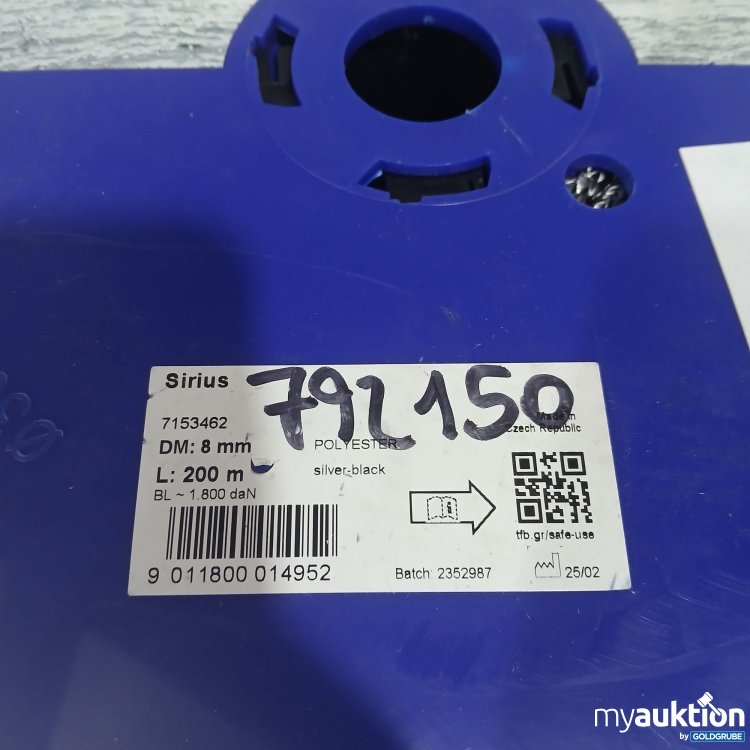 Sirius
792150
7153462
Made in
Czech Republic
DM: 8 mm
POLYESTER
L: 200 m
silver-black
BL ~ 1.800 daN
tfb.gr/safe-use
9 011800 014952
Batch: 2352987
25/02
myauktion
by GOLDGRUBE